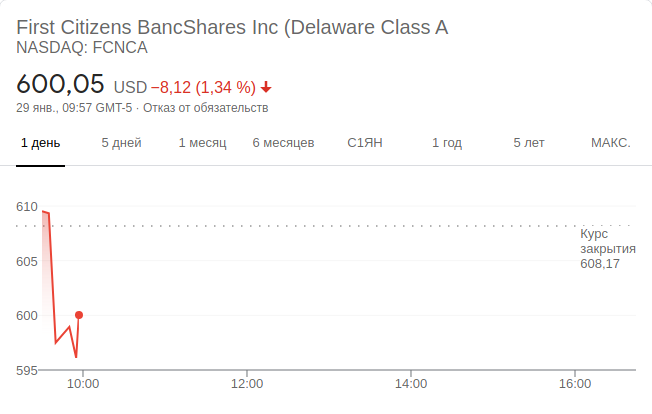 First Citizens BancShares Inc (Delaware Class A
NASDAQ: FCNCA
600,05 USD −8,12 (1,34 %)
29 янв., 09:57 GMT-5 · Отказ от обязательств
1 день 5 дней 1 месяц 6 месяцев С1ЯН 1 год 5 лет МАКС.
610
Курс
закрытия
605
608,17
600
595
10:00 12:00 14:00 16:00